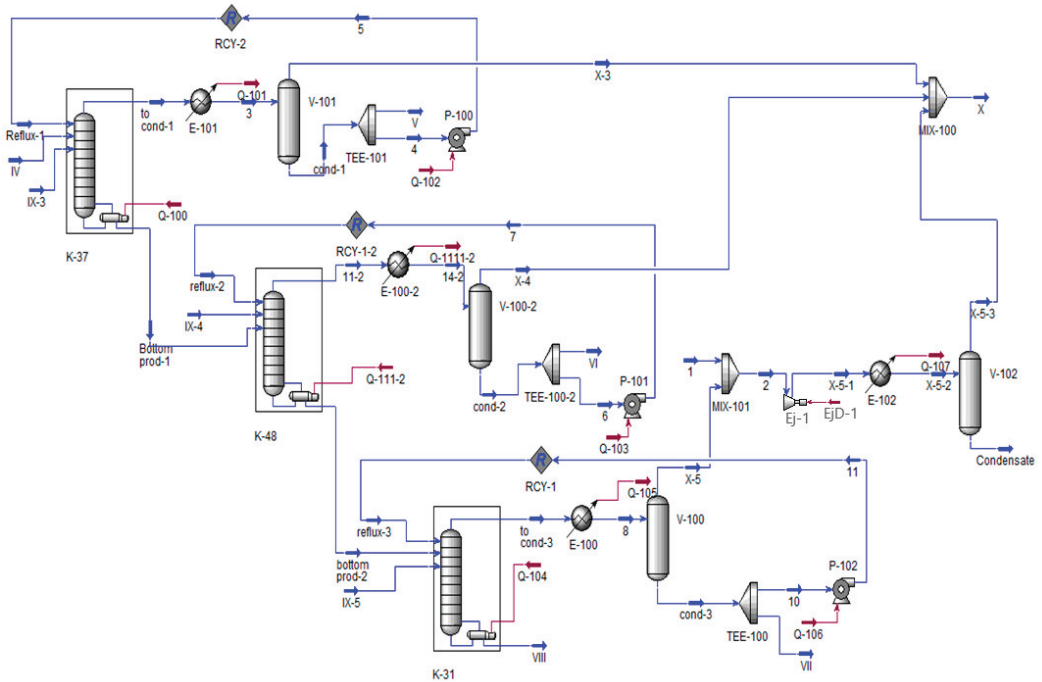 5
RCY-2
X-3
Q-101
to
cond-1
3
E-101
V-101
V
P-100
4
TEE-101
cond-1
Q-102
X
MIX-100
Reflux-1
IV
IX-3
Q-100
K-37
7
RCY-1-2
Q-1111-2
11-2
14-2
E-100-2
X-4
V-100-2
reflux-2
IX-4
Bottom
prod-1
Q-111-2
K-48
VI
P-101
TEE-100-2
cond-2
6
Q-103
X-5-3
1
MIX-101
2
X-5-1
Q-107
X-5-2
E-102
V-102
Ej-1
EjD-1
Condensate
11
RCY-1
X-5
Q-105
to
cond-3
8
E-100
V-100
reflux-3
bottom
prod-2
IX-5
Q-104
P-102
10
cond-3
TEE-100
Q-106
VII
VIII
K-31